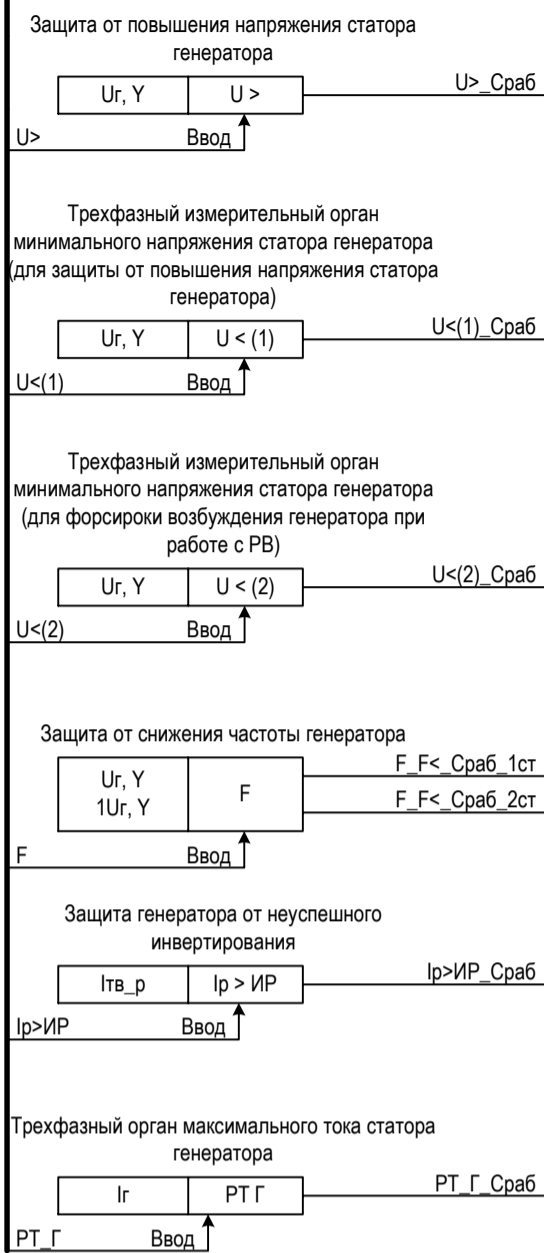 Защита от повышения напряжения статора
генератора
Uг, Y U > U>_Сраб
U> Ввод
Трехфазный измерительный орган
минимального напряжения статора генератора
(для защиты от повышения напряжения статора
генератора)
Uг, Y U < (1) U<(1)_Сраб
U<(1) Ввод
Трехфазный измерительный орган
минимального напряжения статора генератора
(для форсироки возбуждения генератора при
работе с РВ)
Uг, Y U < (2) U<(2)_Сраб
U<(2) Ввод
Защита от снижения частоты генератора
Uг, Y
1Uг, Y
F
F_F<_Сраб_1ст
F_F<_Сраб_2ст
F Ввод
Защита генератора от неуспешного
инвертирования
Iтв_р Iр > ИР Iр>ИР_Сраб
Iр>ИР Ввод
Трехфазный орган максимального тока статора
генератора
Iг РТ Г РТ_Г_Сраб
РТ_Г Ввод